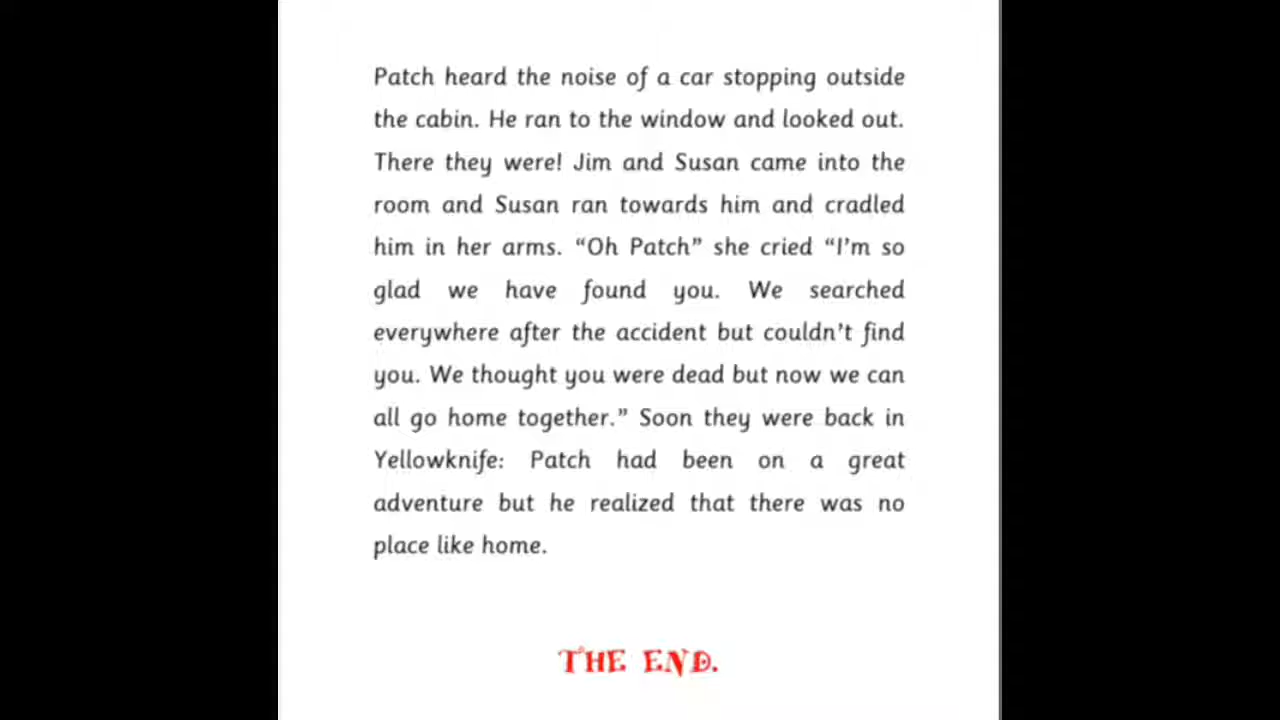 Patch heard the noise of a car stopping outside
the cabin. He ran to the window and looked out.
There they were! Jim and Susan came into the
room and Susan ran towards him and cradled
him in her arms. “Oh Patch” she cried “I’m so
glad we have found you. We searched
everywhere after the accident but couldn’t find
you. We thought you were dead but now we can
all go home together.” Soon they were back in
Yellowknife: Patch had been on a great
adventure but he realized that there was no
place like home.
THE END.